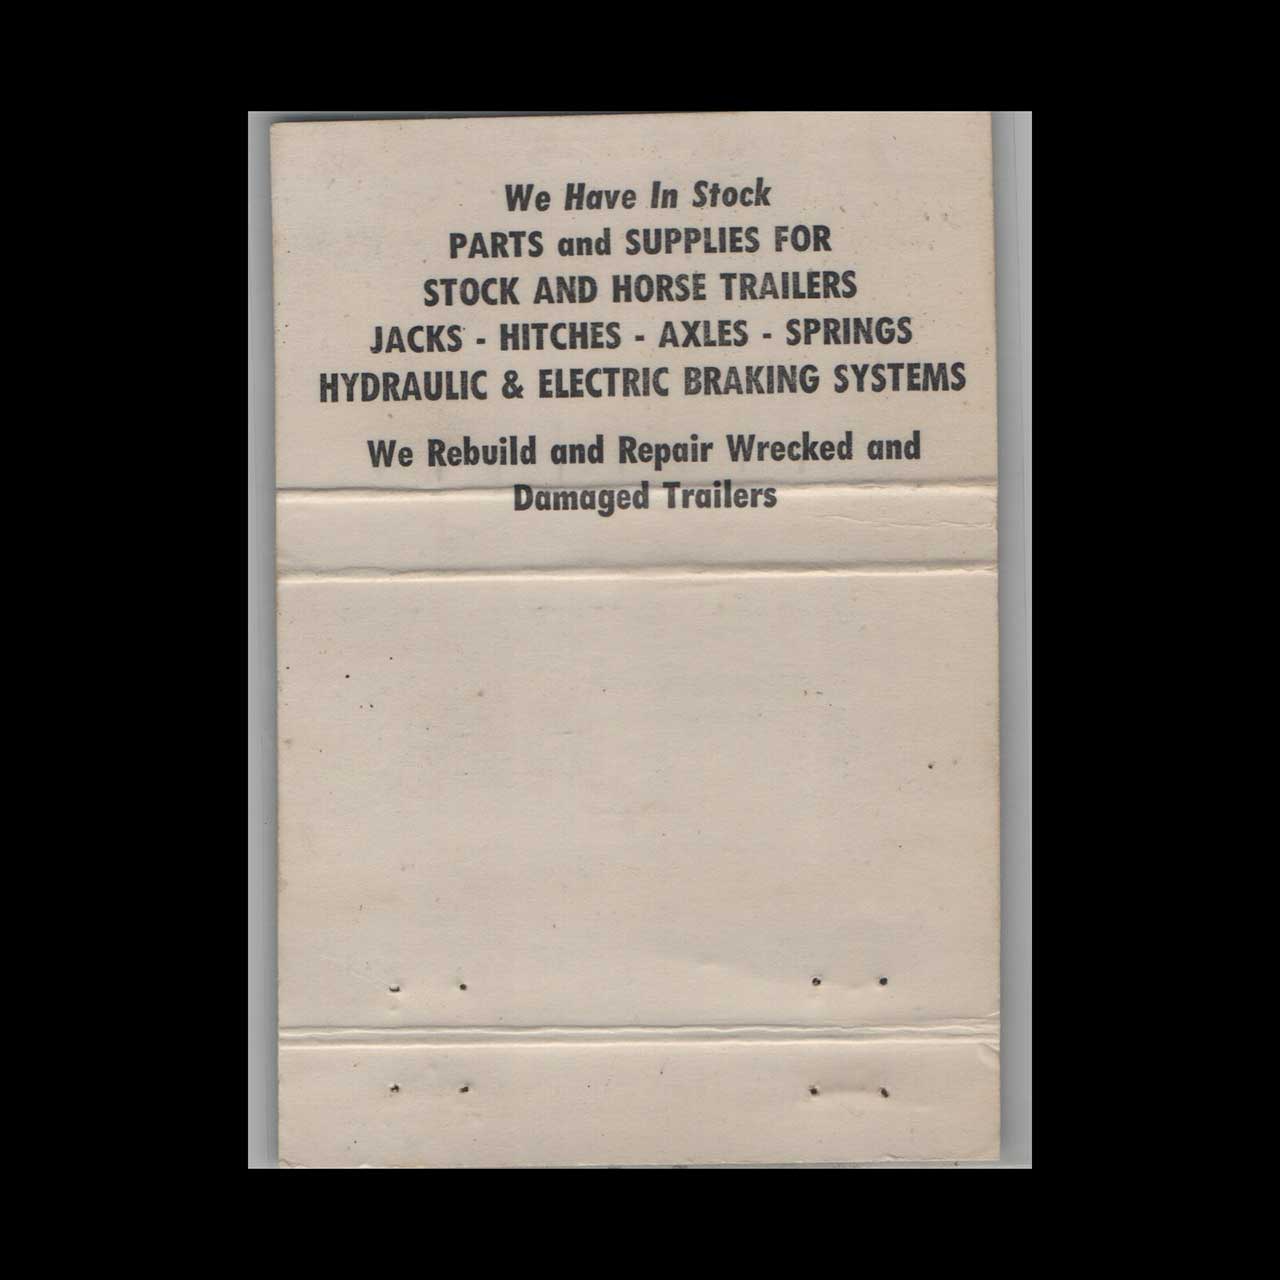 We Have In Stock
PARTS and SUPPLIES FOR
STOCK AND HORSE TRAILERS
JACKS - HITCHES - AXLES - SPRINGS
HYDRAULIC & ELECTRIC BRAKING SYSTEMS
We Rebuild and Repair Wrecked and
Damaged Trailers